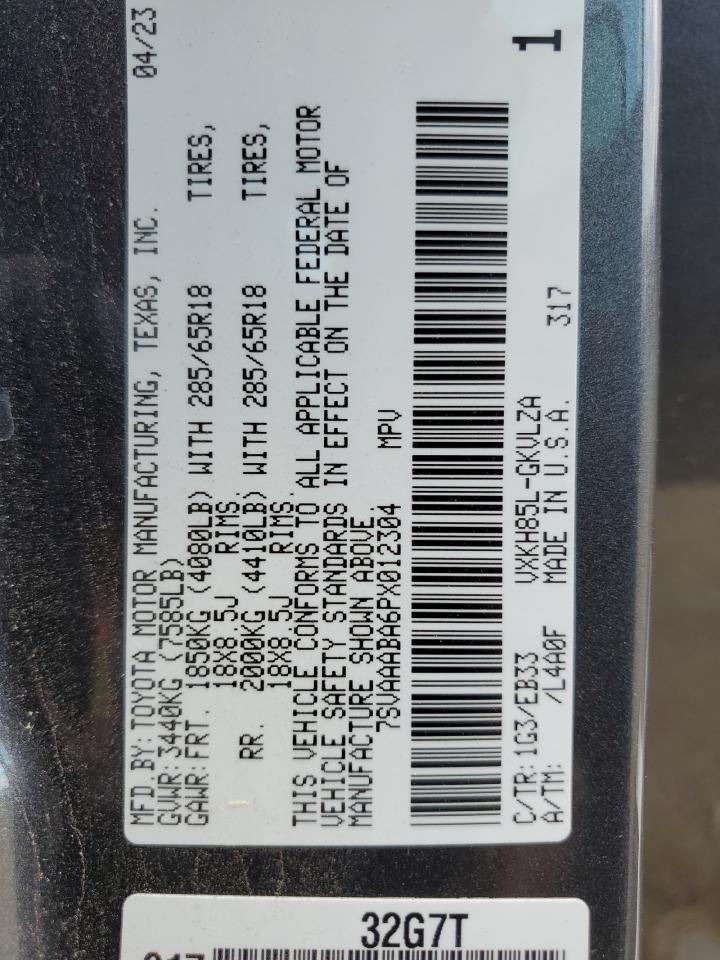 MFD.BY:TOYOTA MOTOR MANUFACTURING, TEXAS, INC. 04/23
GVWR:3440KG (7585LB)
GAWR:FRT. 1850KG (4080LB) WITH 285/65R18 TIRES,
18X8.5J RIMS.
RR. 2000KG (4410LB) WITH 285/65R18 TIRES,
18X8.5J RIMS.
THIS VEHICLE CONFORMS TO ALL APPLICABLE FEDERAL MOTOR
VEHICLE SAFETY STANDARDS IN EFFECT ON THE DATE OF
MANUFACTURE SHOWN ABOVE.
7SVAAABA6PX012304 MPV
C/TR:1G3/EB33 VXKH85L-GKVLZA 1
A/TM: /L4A0F MADE IN U.S.A. 317
32G7T